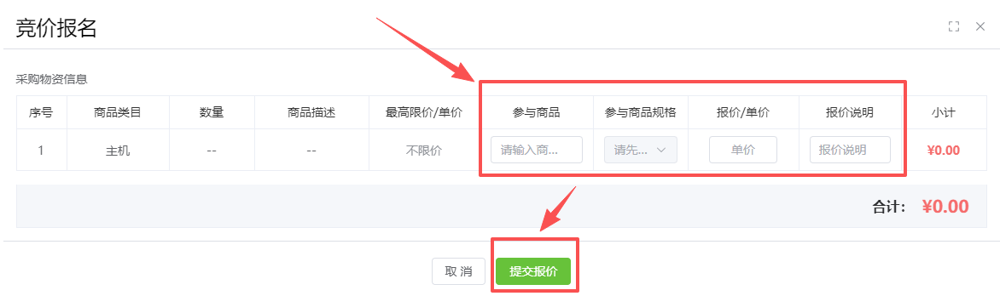 竞价报名
采购物资信息
序号 商品类目 数量 商品描述 最高限价/单价 参与商品 参与商品规格 报价/单价 报价说明 小计
1 主机 -- -- 不限价 请输入商... 请先... 单价 报价说明 ¥0.00
合计： ¥0.00
取 消 提交报价